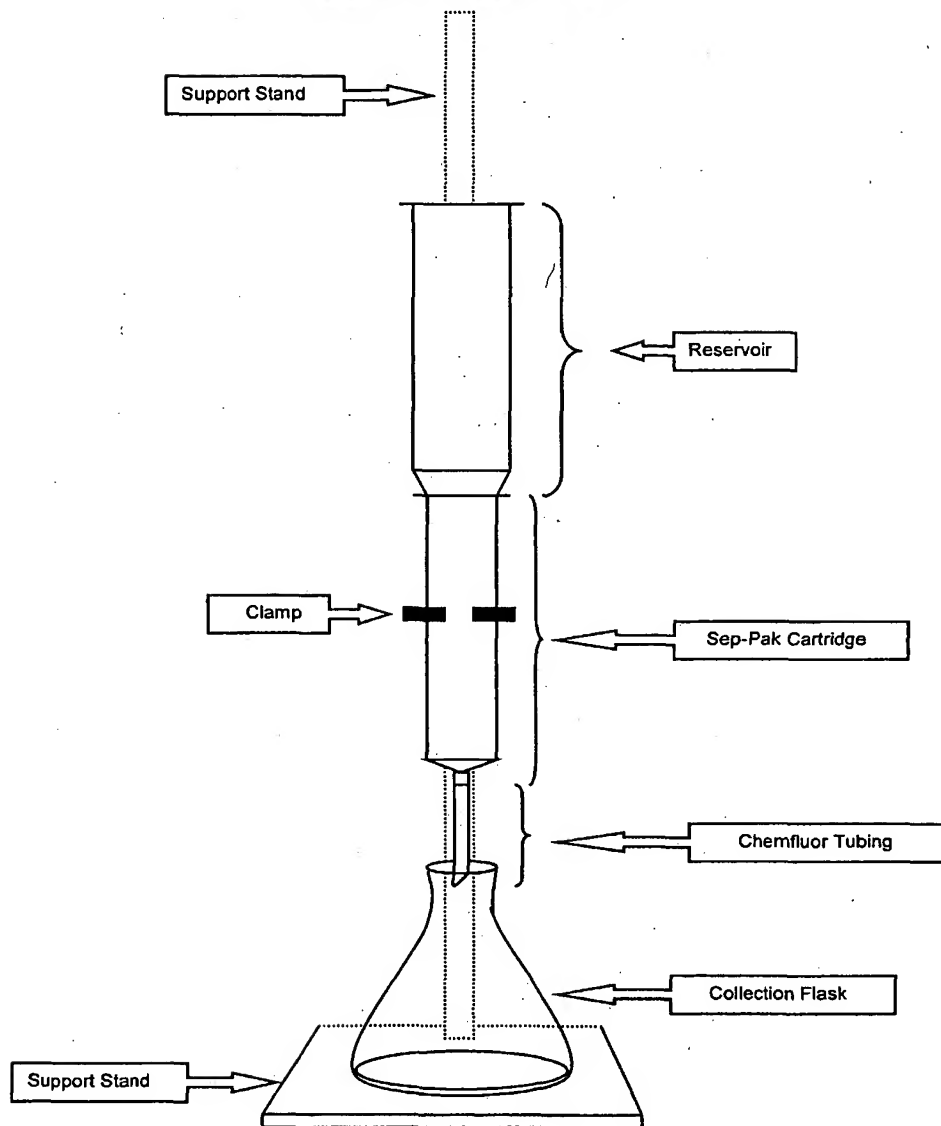 Support Stand
Reservoir
Clamp
Sep-Pak Cartridge
Chemfluor Tubing
Collection Flask
Support Stand